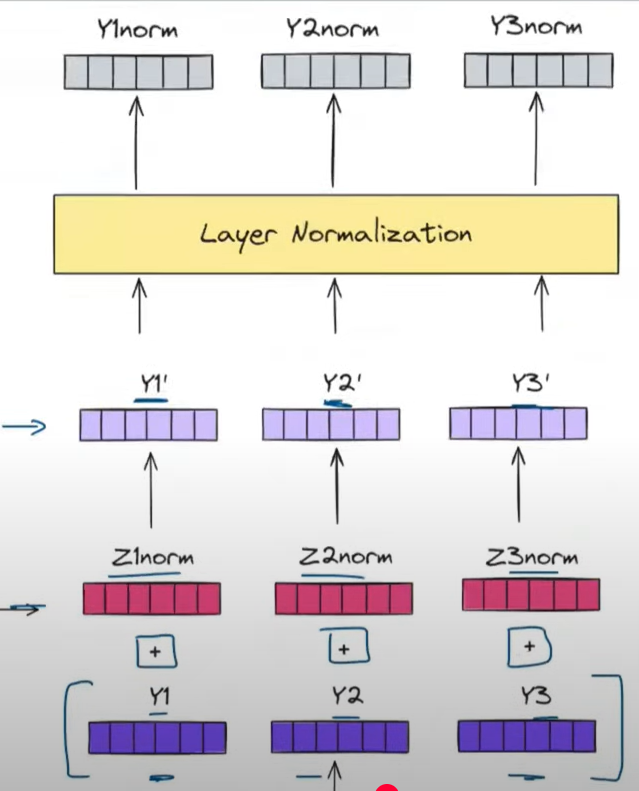 Y1norm Y2norm Y3norm
Layer Normalization
Y1' Y2' Y3'
Z1norm Z2norm Z3norm
+ + +
Y1 Y2 Y3